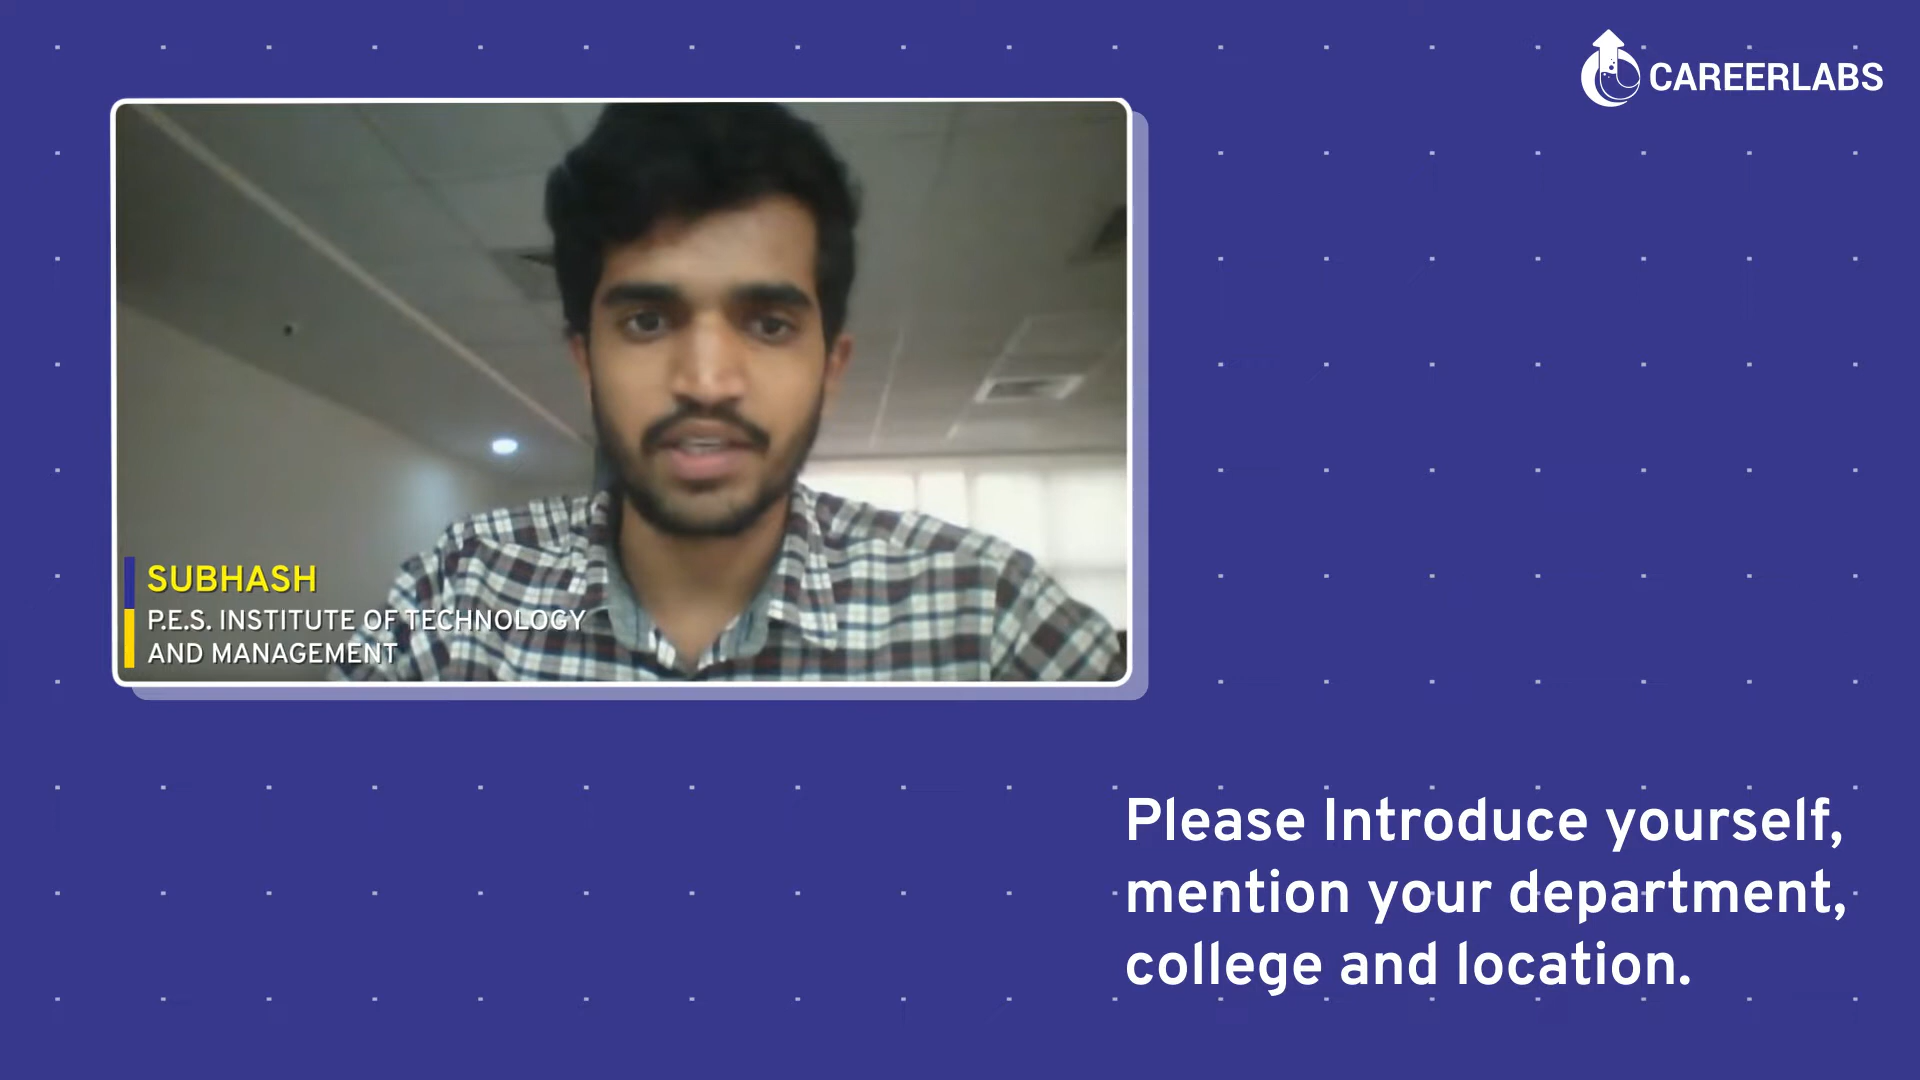 CAREERLABS
SUBHASH
P.E.S. INSTITUTE OF TECHNOLOGY
AND MANAGEMENT
Please Introduce yourself,
mention your department,
college and location.